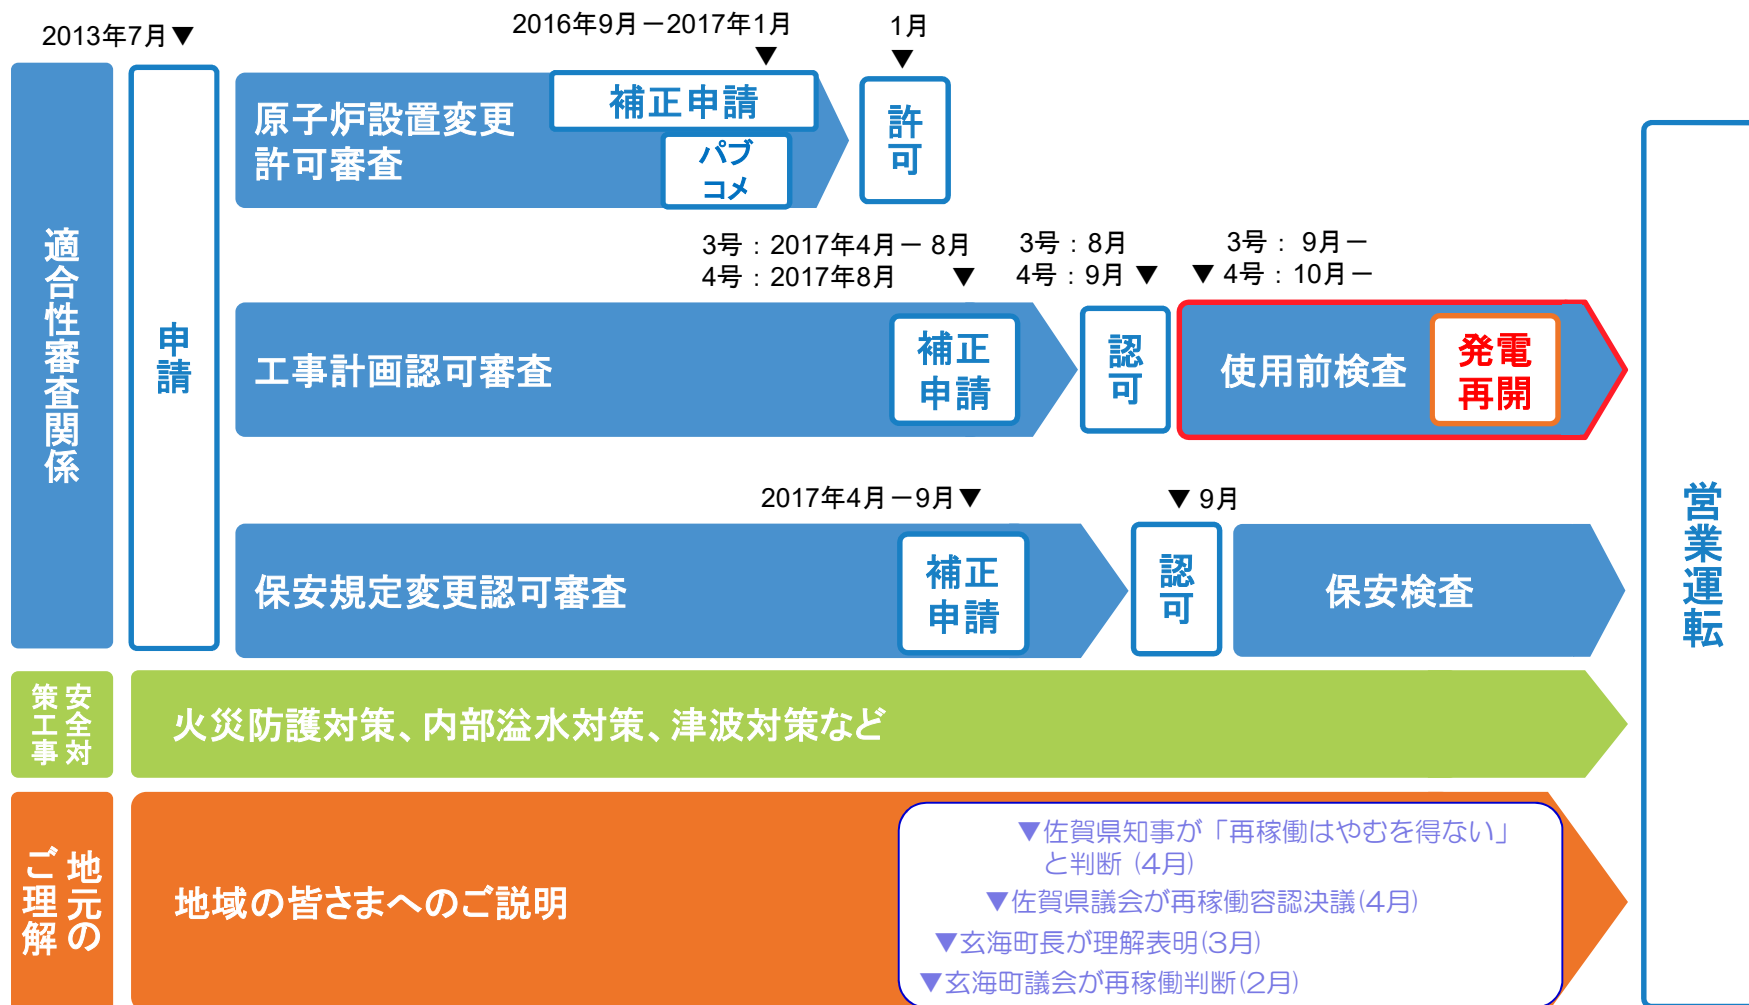 2013年7月▼
2016年9月－2017年1月
▼
1月
▼
適合性審査関係
申請
原子炉設置変更
許可審査
補正申請
パブ
コメ
許可
3号：2017年4月－ 8月
4号：2017年8月 ▼
3号：8月
4号：9月 ▼
3号： 9月－
▼ 4号：10月－
工事計画認可審査
補正
申請
認可
使用前検査
発電
再開
2017年4月－9月▼
▼ 9月
保安規定変更認可審査
補正
申請
認可
保安検査
営業運転
安全対
策工事
火災防護対策、内部溢水対策、津波対策など
地元の
ご理解
地域の皆さまへのご説明
▼佐賀県知事が「再稼働はやむを得ない」
と判断 (4月)
▼佐賀県議会が再稼働容認決議(4月)
▼玄海町長が理解表明(3月)
▼玄海町議会が再稼働判断(2月)